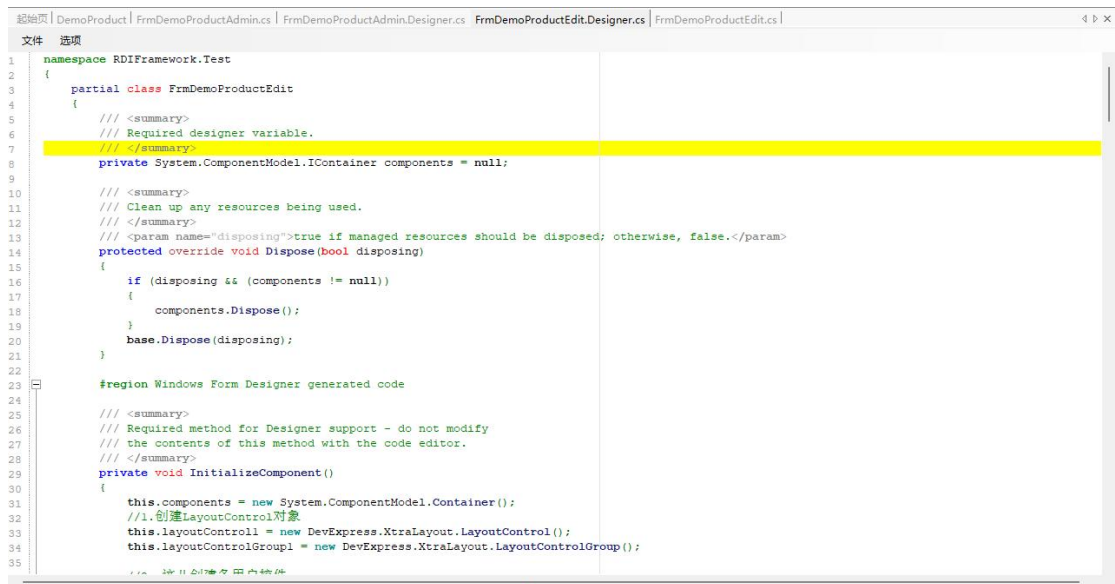 起始页 DemoProduct FrmDemoProductAdmin.cs FrmDemoProductAdmin.Designer.cs FrmDemoProductEdit.Designer.cs FrmDemoProductEdit.cs
文件 选项
1 namespace RDIFramework.Test
2 {
3 partial class FrmDemoProductEdit
4 {
5 /// <summary>
6 /// Required designer variable.
7 /// </summary>
8 private System.ComponentModel.IContainer components = null;
9
10 /// <summary>
11 /// Clean up any resources being used.
12 /// </summary>
13 /// <param name="disposing">true if managed resources should be disposed; otherwise, false.</param>
14 protected override void Dispose(bool disposing)
15 {
16 if (disposing && (components != null))
17 {
18 components.Dispose();
19 }
20 base.Dispose(disposing);
21 }
22
23 #region Windows Form Designer generated code
24
25 /// <summary>
26 /// Required method for Designer support - do not modify
27 /// the contents of this method with the code editor.
28 /// </summary>
29 private void InitializeComponent()
30 {
31 this.components = new System.ComponentModel.Container();
32 //1.创建LayoutControl对象
33 this.layoutControl1 = new DevExpress.XtraLayout.LayoutControl();
34 this.layoutControlGroup1 = new DevExpress.XtraLayout.LayoutControlGroup();
35